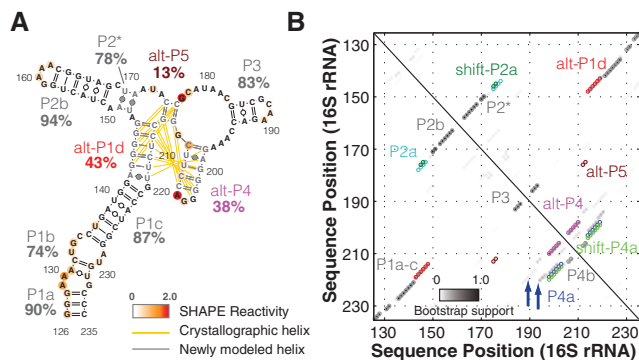 A
P2*
78%
alt-P5
13%
P3
83%
160
170
180
190
P2b
94%
150
alt-P1d
43%
210
200
140
220
alt-P4
38%
P1c
87%
P1b
74%
130
230
P1a
90%
126
235
0
2.0
SHAPE Reactivity
Crystallographic helix
Newly modeled helix
B
Sequence Position (16S rRNA)
130
150
170
190
210
230
shift-P2a
alt-P1d
P2*
P2b
P2a
alt-P5
P3
alt-P4
shift-P4a
P1a-c
P4b
P4a
0
1.0
Bootstrap support
130
150
170
190
210
230
Sequence Position (16S rRNA)